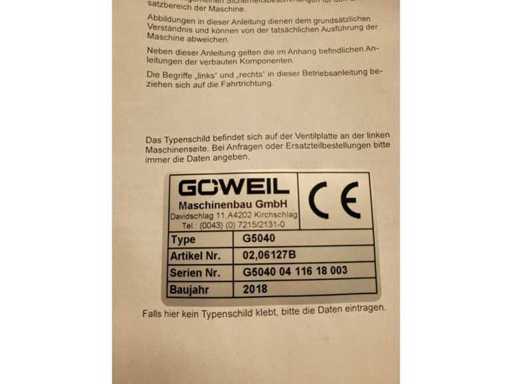 satzbereich der Maschine.
Abbildungen in dieser Anleitung dienen dem grundsätzlichen
Verständnis und können von der tatsächlichen Ausführung der
Maschine abweichen.
Neben dieser Anleitung gelten die im Anhang befindlichen An-
leitungen der verbauten Komponenten.
Die Begriffe „links" und „rechts" in dieser Betriebsanleitung be-
ziehen sich auf die Fahrtrichtung.
Das Typenschild befindet sich auf der Ventilplatte an der linken
Maschinenseite. Bei Anfragen oder Ersatzteilbestellungen bitte
immer die Daten angeben.
GÖWEIL
Maschinenbau GmbH
Davidschlag 11,A4202 Kirchschlag
Tel.: (0043) (0) 7215/2131-0
CE
Type G5040
Artikel Nr. 02,06127B
Serien Nr. G5040 04 116 18 003
Baujahr 2018
Falls hier kein Typenschild klebt, bitte die Daten eintragen.